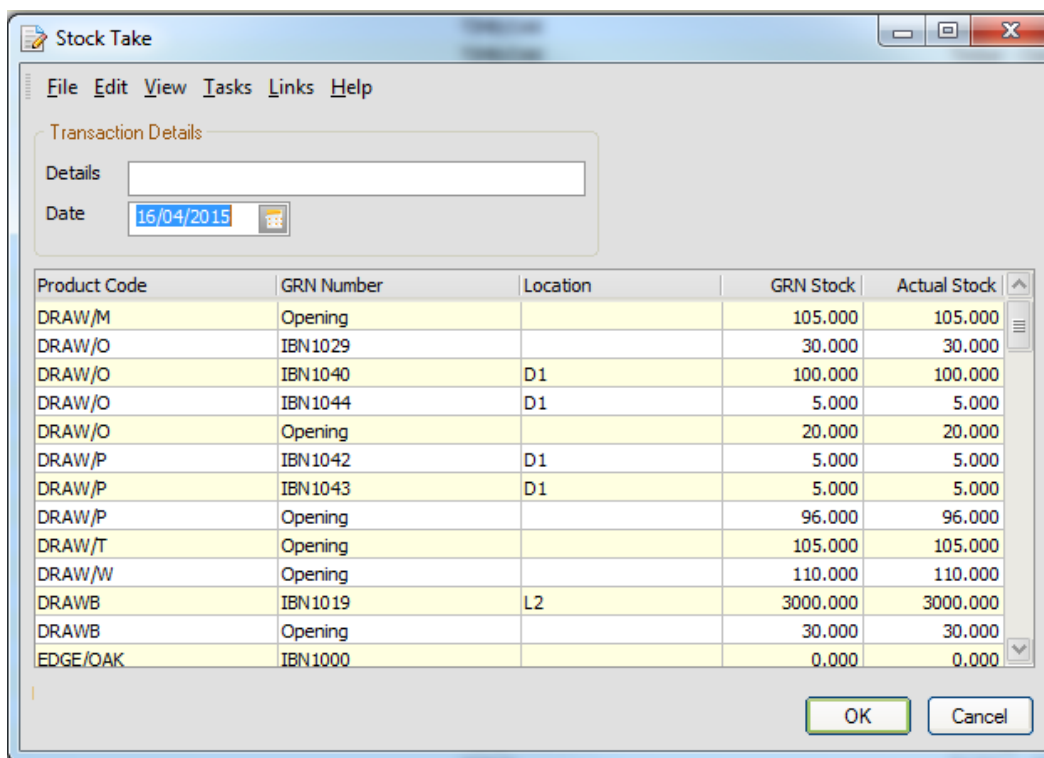 Stock Take
File Edit View Tasks Links Help
Transaction Details
Details
Date 16/04/2015
Product Code GRN Number Location GRN Stock Actual Stock
DRAW/M Opening 105.000 105.000
DRAW/O IBN1029 30.000 30.000
DRAW/O IBN1040 D1 100.000 100.000
DRAW/O IBN1044 D1 5.000 5.000
DRAW/O Opening 20.000 20.000
DRAW/P IBN1042 D1 5.000 5.000
DRAW/P IBN1043 D1 5.000 5.000
DRAW/P Opening 96.000 96.000
DRAW/T Opening 105.000 105.000
DRAW/W Opening 110.000 110.000
DRAWB IBN1019 L2 3000.000 3000.000
DRAWB Opening 30.000 30.000
EDGE/OAK IBN1000 0.000 0.000
OK Cancel